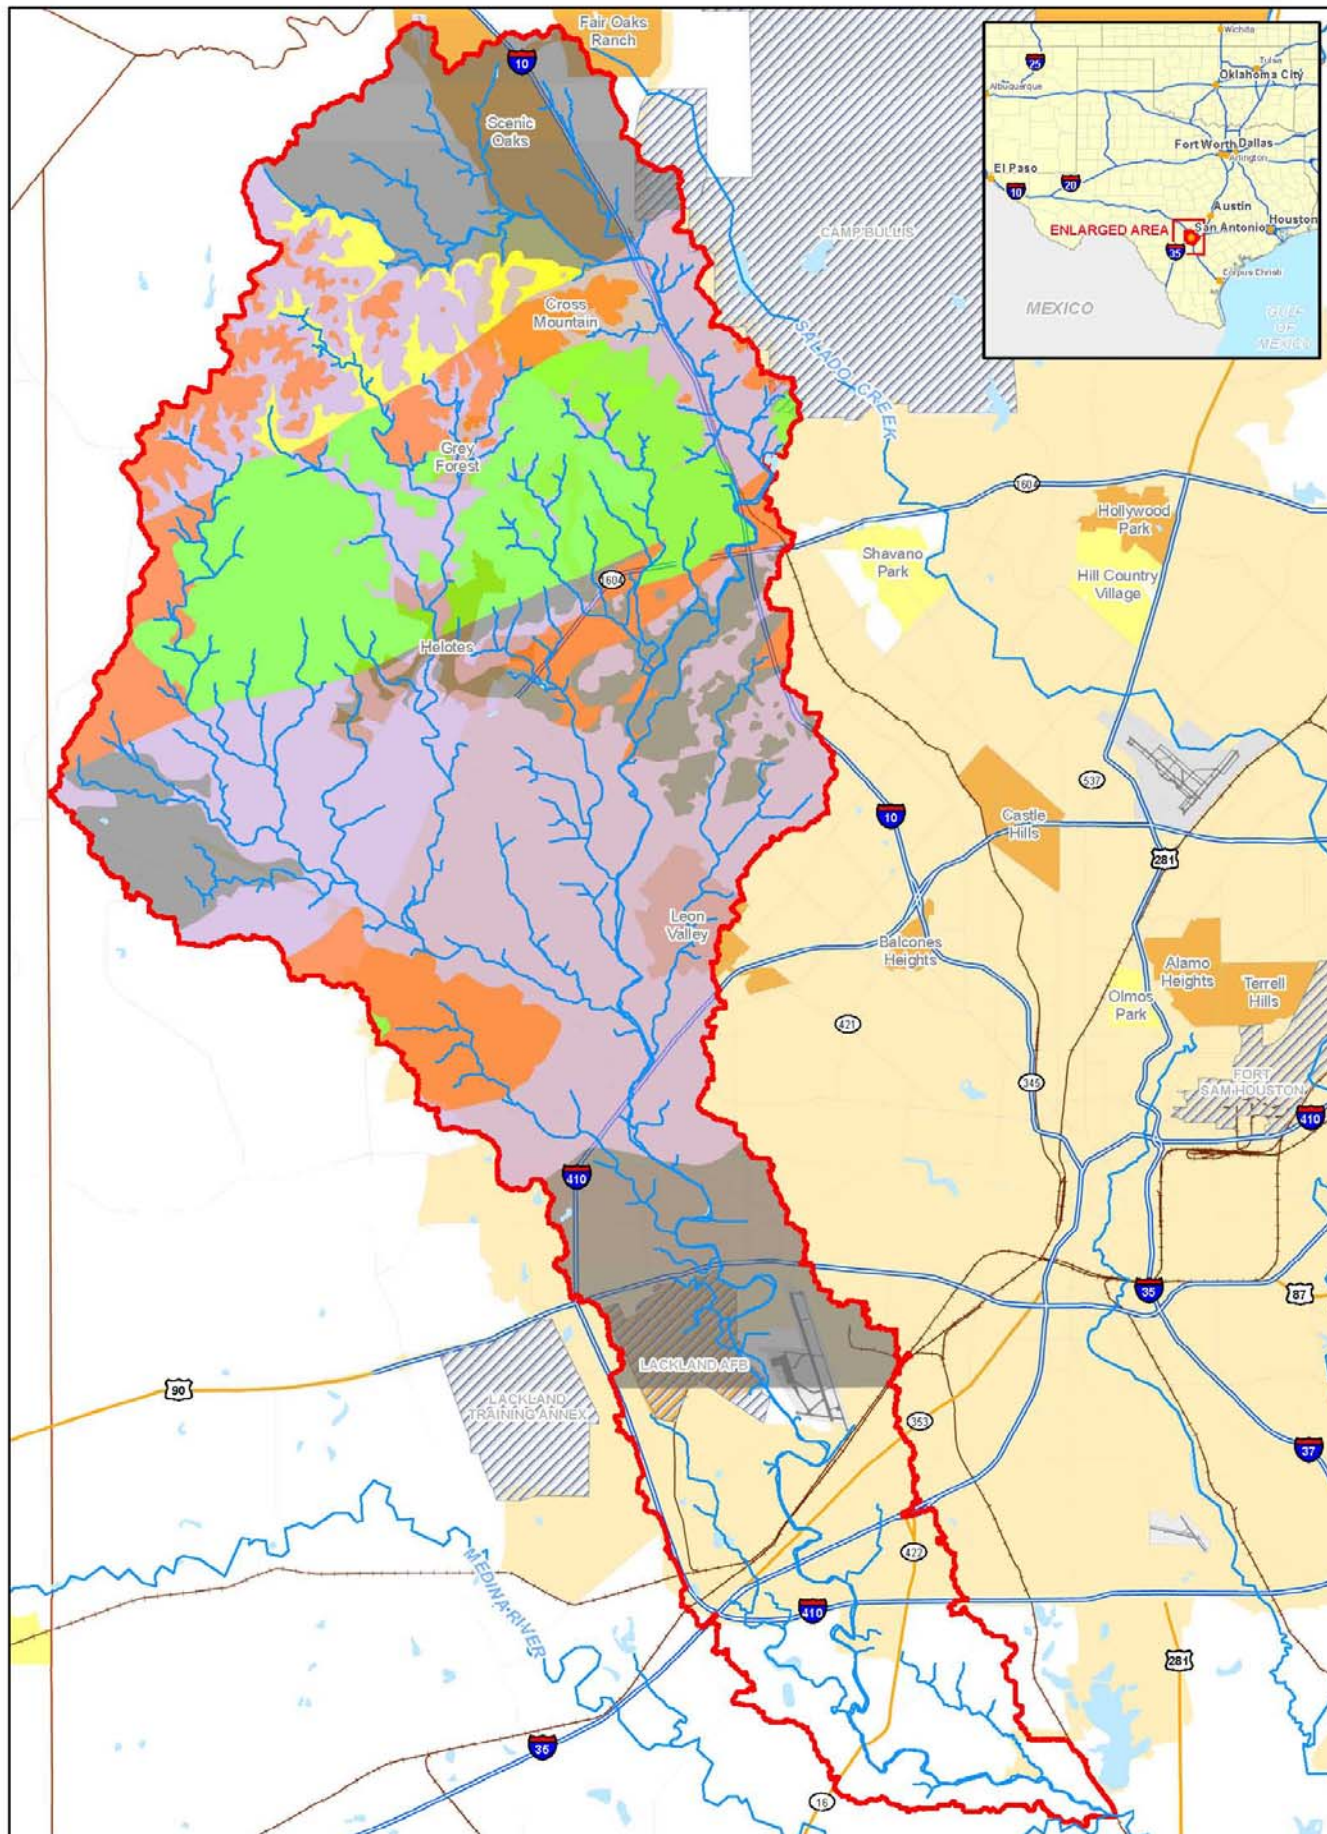 Fair Oaks
Ranch
10
Scenic
Oaks
CAMP BULLIS
Cross
Mountain
SALADO CREEK
Grey
Forest
1604
Hollywood
Park
Shavano
Park
Hill Country
Village
1604
Helotes
537
Castle
Hills
10
281
Leon
Valley
Balcones
Heights
Alamo
Heights
Terrell
Hills
Olmos
Park
421
FORT
SAM HOUSTON
345
410
410
35
87
LACKLAND AFB
90
LACKLAND
TRAINING ANNEX
353
37
MEDINA RIVER
422
410
281
35
16
Wichita
25
Tulsa
Oklahoma City
Albuquerque
Fort Worth
Dallas
Arlington
El Paso
10
20
Austin
Houston
ENLARGED AREA
San Antonio
35
Corpus Christi
MEXICO
GULF
OF
MEXICO